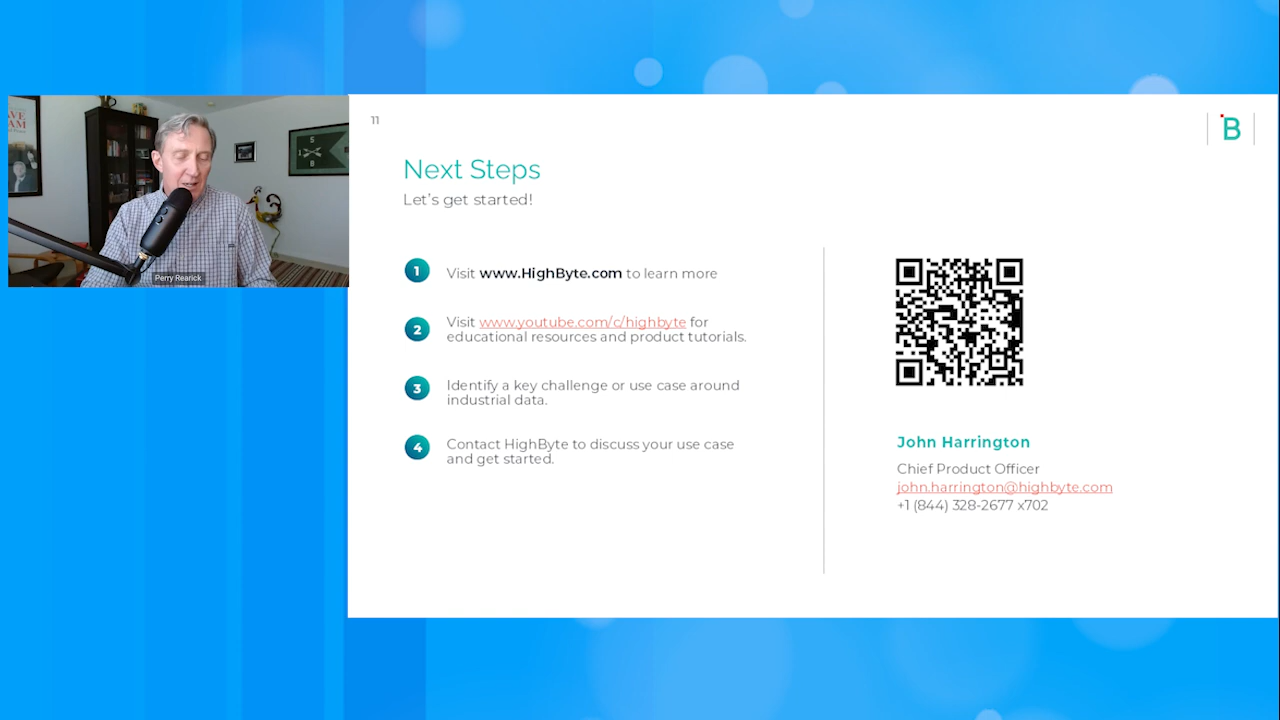 VE
AM
S
1
B
Perry Rearick
11
B
Next Steps
Let's get started!
1 Visit www.HighByte.com to learn more
2 Visit www.youtube.com/c/highbyte for
educational resources and product tutorials.
3 Identify a key challenge or use case around
industrial data.
4 Contact HighByte to discuss your use case
and get started.
John Harrington
Chief Product Officer
john.harrington@highbyte.com
+1 (844) 328-2677 x702